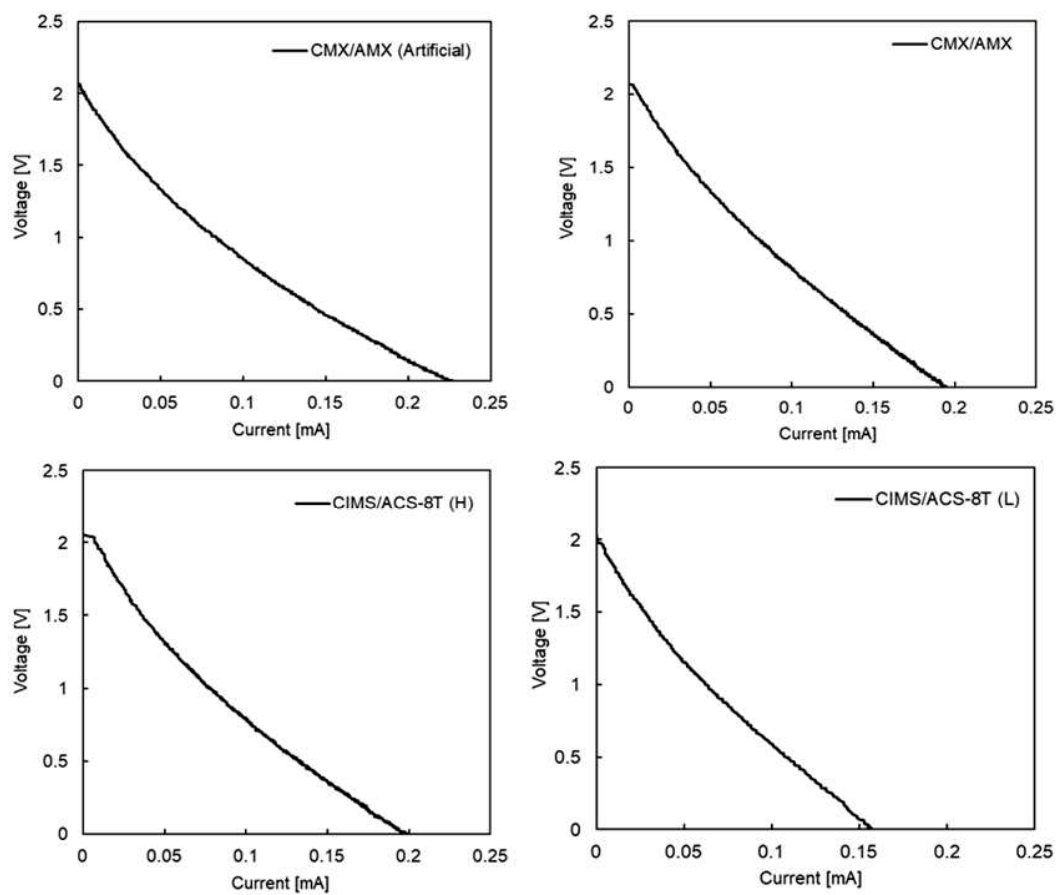 CMX/AMX (Artificial)
2.5
2
1.5
1
0.5
0
Voltage [V]
0 0.05 0.1 0.15 0.2 0.25
Current [mA]
CMX/AMX
2.5
2
1.5
1
0.5
0
Voltage [V]
0 0.05 0.1 0.15 0.2 0.25
Current [mA]
CIMS/ACS-8T (H)
2.5
2
1.5
1
0.5
0
Voltage [V]
0 0.05 0.1 0.15 0.2 0.25
Current [mA]
CIMS/ACS-8T (L)
2.5
2
1.5
1
0.5
0
Voltage [V]
0 0.05 0.1 0.15 0.2 0.25
Current [mA]